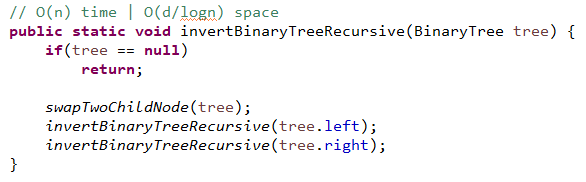 // O(n) time | O(d/logn) space
public static void invertBinaryTreeRecursive(BinaryTree tree) {
    if(tree == null)
        return;

    swapTwoChildNode(tree);
    invertBinaryTreeRecursive(tree.left);
    invertBinaryTreeRecursive(tree.right);
}